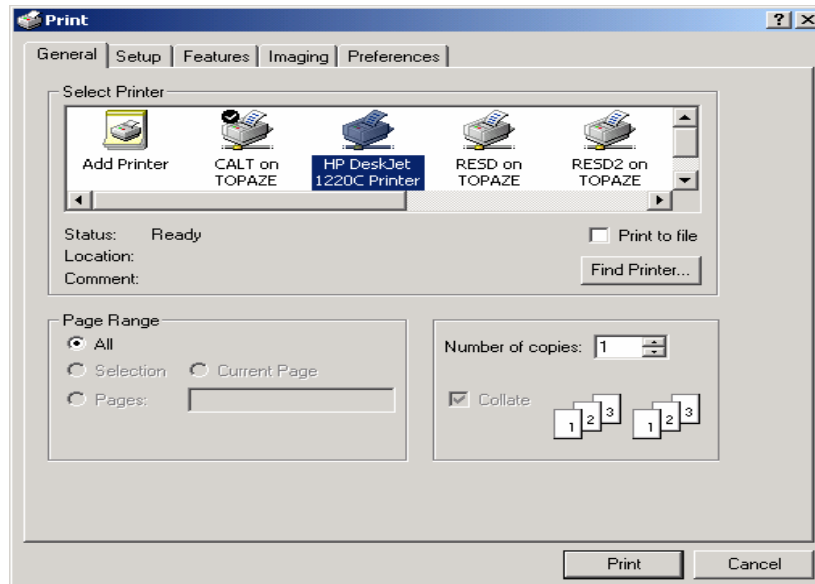 Print
General Setup Features Imaging Preferences
Select Printer
Add Printer CALT on HP DeskJet RESD on RESD2 on
TOPAZE 1220C Printer TOPAZE TOPAZE
Status: Ready
Print to file
Location:
Find Printer...
Comment:
Page Range
All
Number of copies: 1
Selection Current Page
Pages:
Collate
1 2 3 1 2 3
Print Cancel